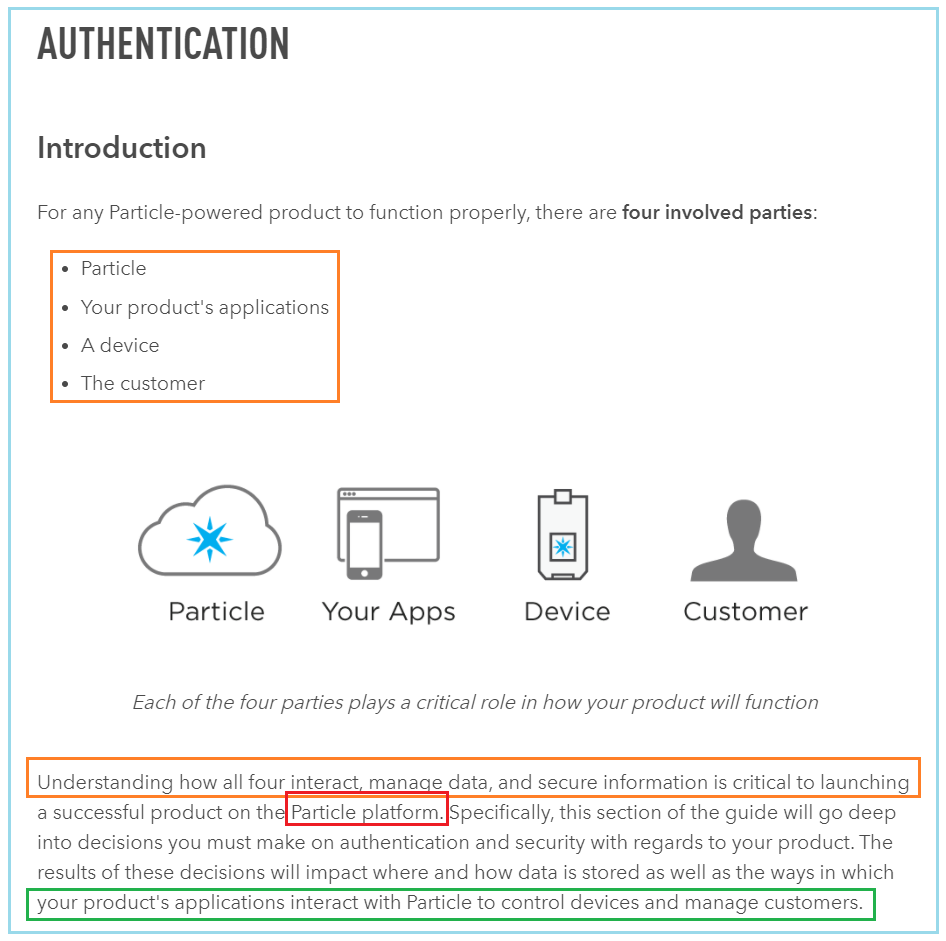 AUTHENTICATION
Introduction
For any Particle-powered product to function properly, there are four involved parties:
• Particle
• Your product's applications
• A device
• The customer
Particle
Your Apps
Device
Customer
Each of the four parties plays a critical role in how your product will function
Understanding how all four interact, manage data, and secure information is critical to launching
a successful product on the Particle platform. Specifically, this section of the guide will go deep
into decisions you must make on authentication and security with regards to your product. The
results of these decisions will impact where and how data is stored as well as the ways in which
your product's applications interact with Particle to control devices and manage customers.